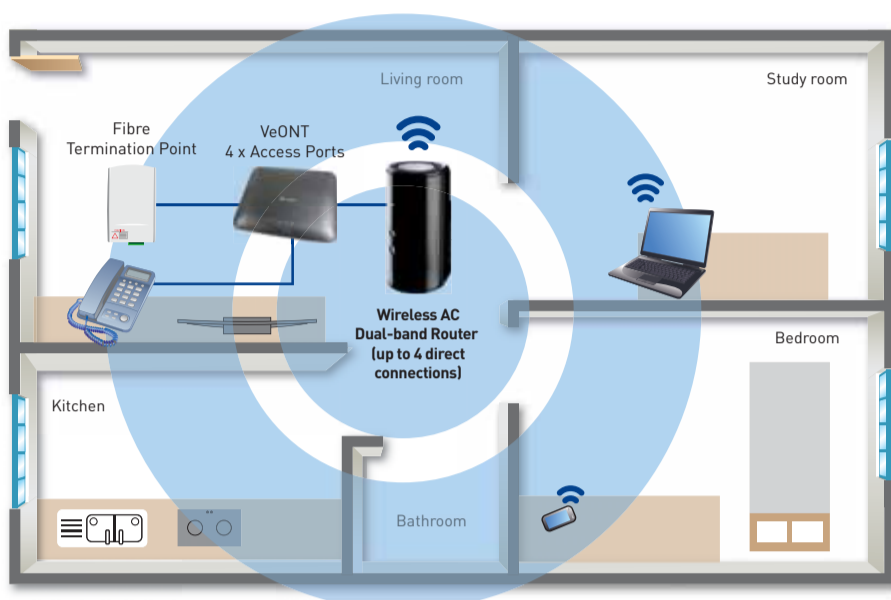 Living room
Study room
Fibre
Termination Point
VeONT
4 x Access Ports
Wireless AC
Dual-band Router
(up to 4 direct
connections)
Bedroom
Kitchen
Bathroom